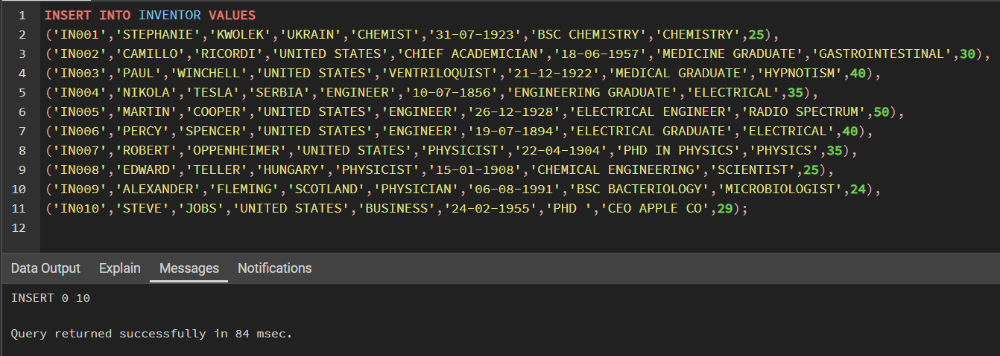 1 INSERT INTO INVENTOR VALUES
2 ('IN001','STEPHANIE','KWOLEK','UKRAIN','CHEMIST','31-07-1923','BSC CHEMISTRY','CHEMISTRY',25),
3 ('IN002','CAMILLO','RICORDI','UNITED STATES','CHIEF ACADEMICIAN','18-06-1957','MEDICINE GRADUATE','GASTROINTESTINAL',30),
4 ('IN003','PAUL','WINCHELL','UNITED STATES','VENTRILOQUIST','21-12-1922','MEDICAL GRADUATE','HYPNOTISM',40),
5 ('IN004','NIKOLA','TESLA','SERBIA','ENGINEER','10-07-1856','ENGINEERING GRADUATE','ELECTRICAL',35),
6 ('IN005','MARTIN','COOPER','UNITED STATES','ENGINEER','26-12-1928','ELECTRICAL ENGINEER','RADIO SPECTRUM',50),
7 ('IN006','PERCY','SPENCER','UNITED STATES','ENGINEER','19-07-1894','ELECTRICAL GRADUATE','ELECTRICAL',40),
8 ('IN007','ROBERT','OPPENHEIMER','UNITED STATES','PHYSICIST','22-04-1904','PHD IN PHYSICS','PHYSICS',35),
9 ('IN008','EDWARD','TELLER','HUNGARY','PHYSICIST','15-01-1908','CHEMICAL ENGINEERING','SCIENTIST',25),
10 ('IN009','ALEXANDER','FLEMING','SCOTLAND','PHYSICIAN','06-08-1991','BSC BACTERIOLOGY','MICROBIOLOGIST',24),
11 ('IN010','STEVE','JOBS','UNITED STATES','BUSINESS','24-02-1955','PHD ','CEO APPLE CO',29);
12
Data Output Explain Messages Notifications
INSERT 0 10
Query returned successfully in 84 msec.